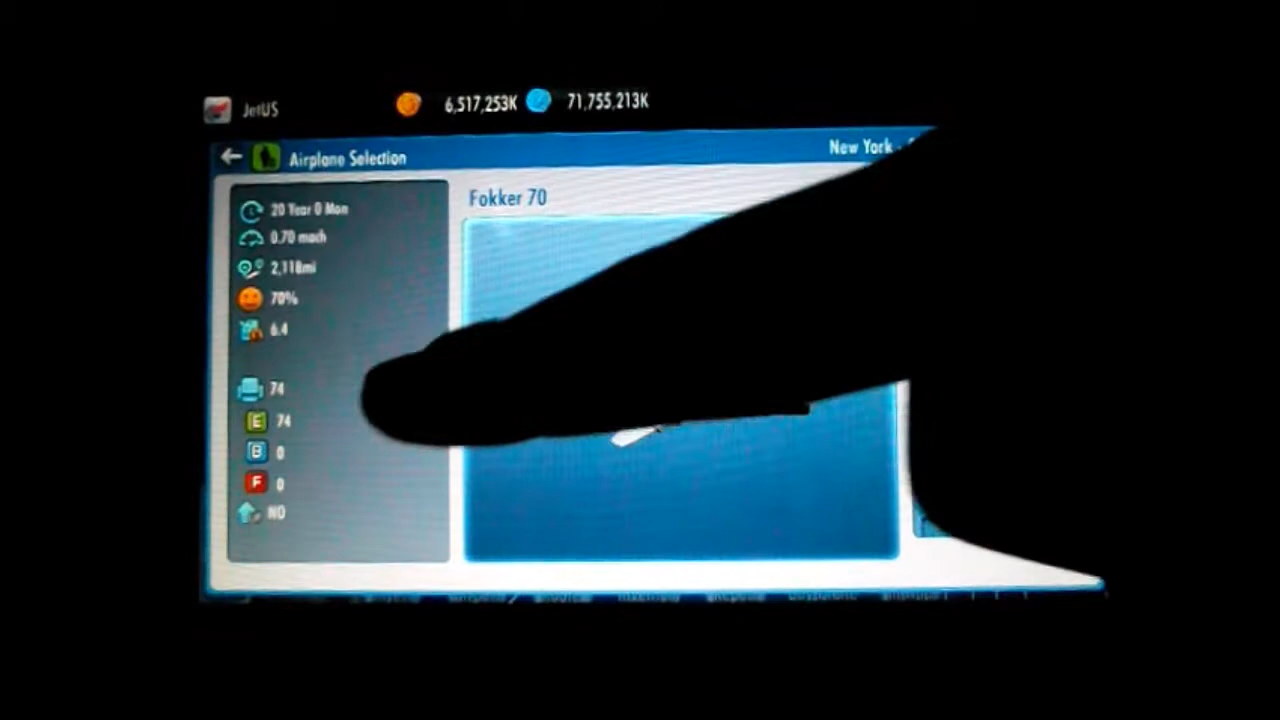 JetUS
6,517,253K
71,755,213K
Airplane Selection
New York -
Fokker 70
20 Year 0 Mon
0.70 mach
2,118mi
70%
6.4
74
E 74
B 0
F 0
NO